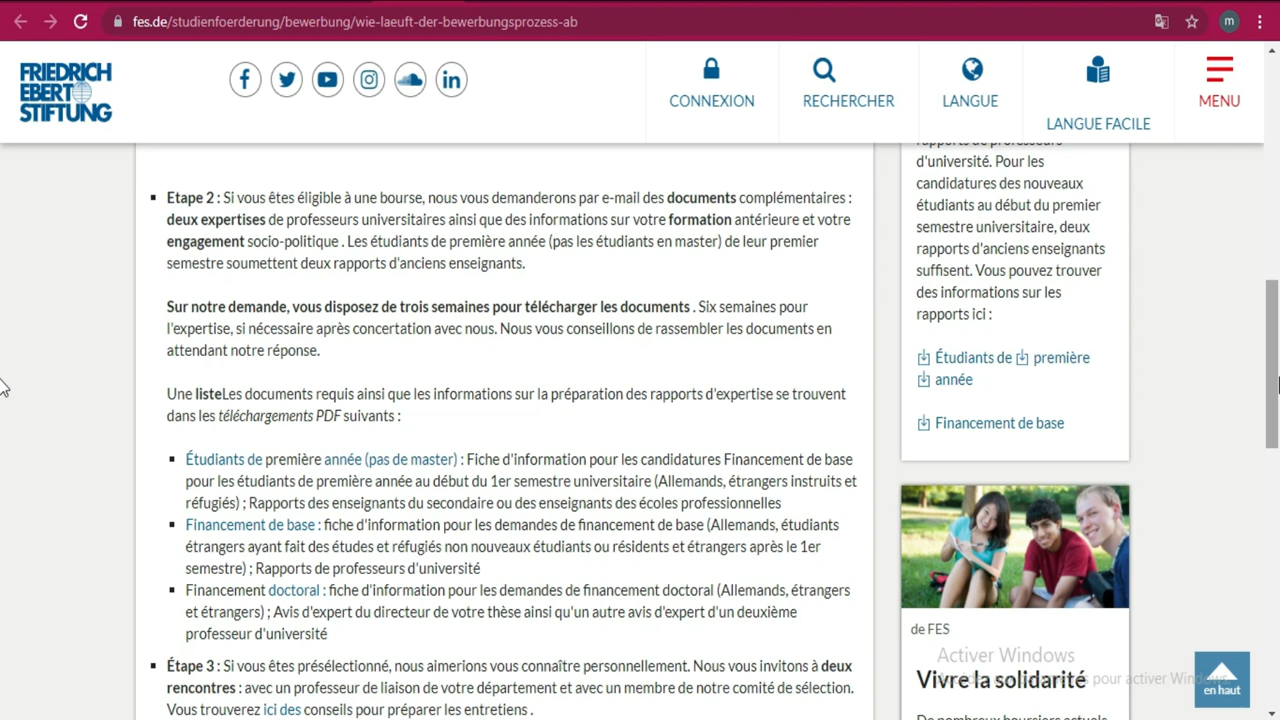 fes.de/studienfoerderung/bewerbung/wie-laeuft-der-bewerbungsprozess-ab
m
FRIEDRICH
EBERT
STIFTUNG
CONNEXION
RECHERCHER
LANGUE
LANGUE FACILE
MENU
Etape 2 : Si vous êtes éligible à une bourse, nous vous demanderons par e-mail des documents complémentaires :
deux expertises de professeurs universitaires ainsi que des informations sur votre formation antérieure et votre
engagement socio-politique . Les étudiants de première année (pas les étudiants en master) de leur premier
semestre soumettent deux rapports d'anciens enseignants.
Sur notre demande, vous disposez de trois semaines pour télécharger les documents . Six semaines pour
l'expertise, si nécessaire après concertation avec nous. Nous vous conseillons de rassembler les documents en
attendant notre réponse.
Une listeLes documents requis ainsi que les informations sur la préparation des rapports d'expertise se trouvent
dans les téléchargements PDF suivants :
Étudiants de première année (pas de master) : Fiche d'information pour les candidatures Financement de base
pour les étudiants de première année au début du 1er semestre universitaire (Allemands, étrangers instruits et
réfugiés) ; Rapports des enseignants du secondaire ou des enseignants des écoles professionnelles
Financement de base : fiche d'information pour les demandes de financement de base (Allemands, étudiants
étrangers ayant fait des études et réfugiés non nouveaux étudiants ou résidents et étrangers après le 1er
semestre) ; Rapports de professeurs d'université
Financement doctoral : fiche d'information pour les demandes de financement doctoral (Allemands, étrangers
et étrangers) ; Avis d'expert du directeur de votre thèse ainsi qu'un autre avis d'expert d'un deuxième
professeur d'université
Étape 3 : Si vous êtes présélectionné, nous aimerions vous connaître personnellement. Nous vous invitons à deux
rencontres : avec un professeur de liaison de votre département et avec un membre de notre comité de sélection.
Vous trouverez ici des conseils pour préparer les entretiens .
rapports de professeurs
d'université. Pour les
candidatures des nouveaux
étudiants au début du premier
semestre universitaire, deux
rapports d'anciens enseignants
suffisent. Vous pouvez trouver
des informations sur les
rapports ici :
Étudiants de première
année
Financement de base
de FES
Activer Windows
Vivre la solidarité
pour activer Windows.
en haut
De nombreux boursiers actuels